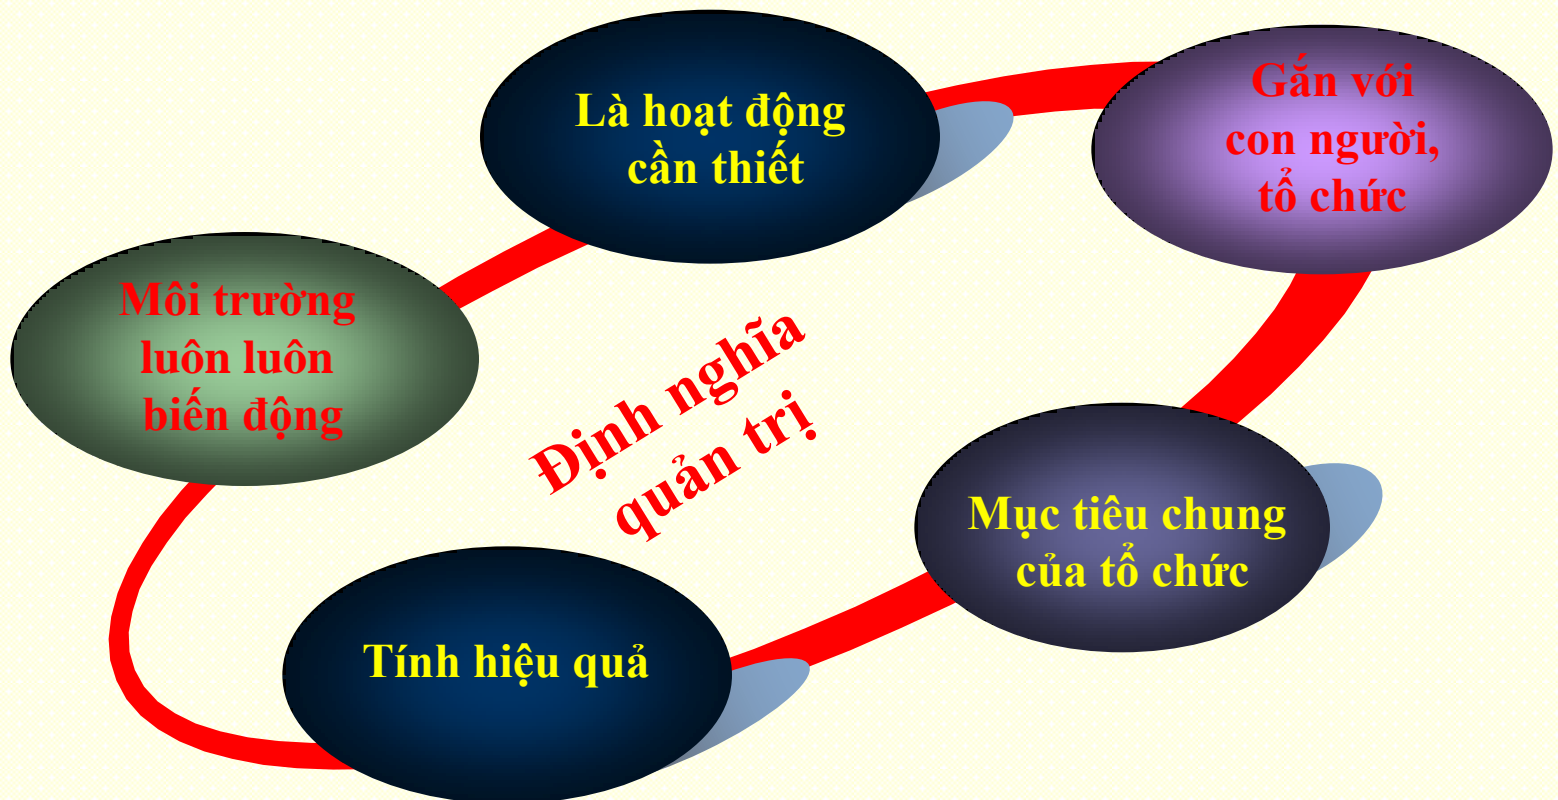 Là hoạt động
cần thiết
Gắn với
con người,
tổ chức
Môi trường
luôn luôn
biến động
Định nghĩa
quản trị
Mục tiêu chung
của tổ chức
Tính hiệu quả